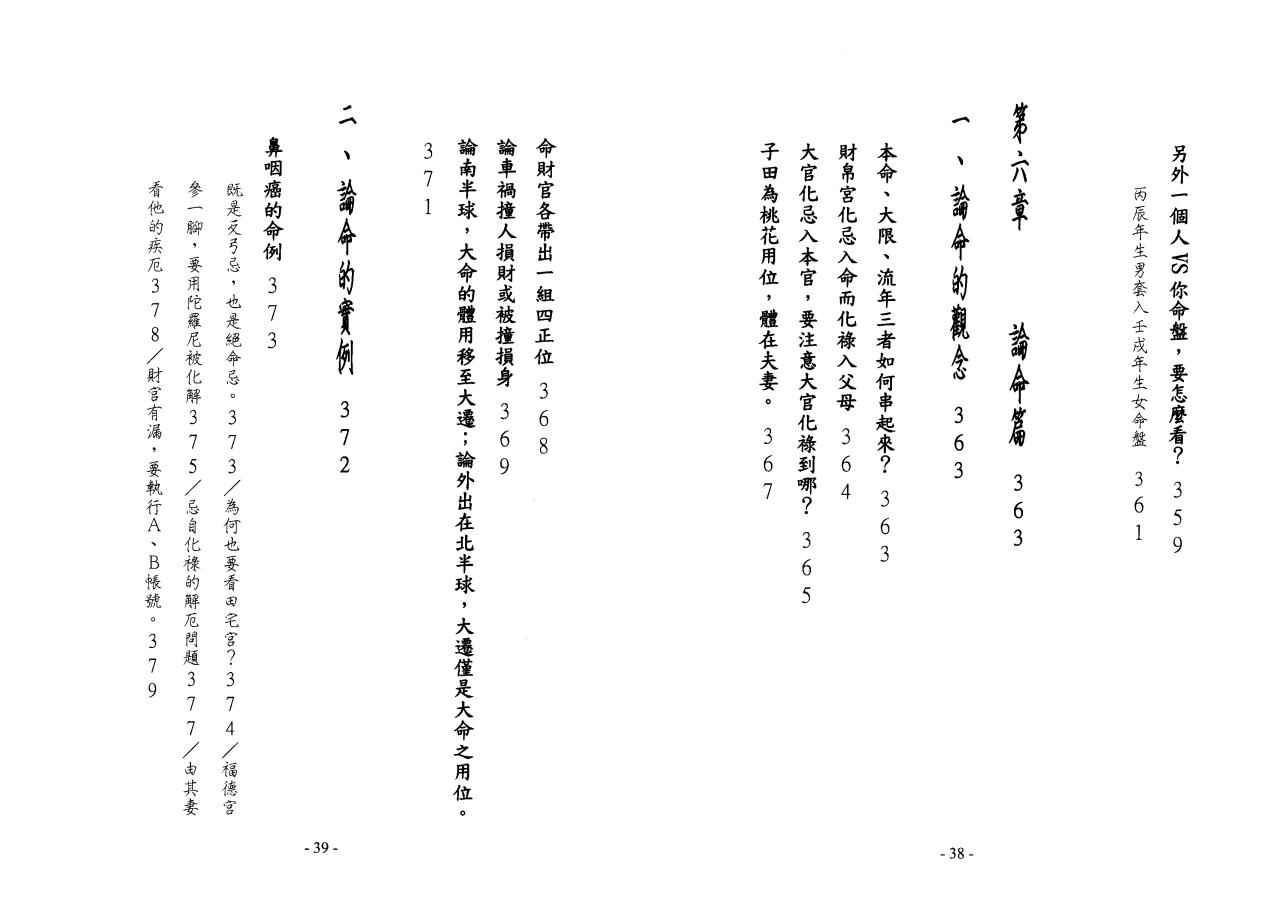 另外一個人VS你命盤，要怎麼看？359
丙辰年生男套入壬戌年生女命盤 361
第六章 論命篇 363
一、論命的觀念 363
本命、大限、流年三者如何串起來？363
財帛宮化忌入命而化祿入父母 364
大官化忌入本官，要注意大官化祿到哪？365
子田為桃花用位，體在夫妻。367
- 38 -
命財官各帶出一組四正位 368
論車禍撞人損財或被撞損身 369
論南半球，大命的體用移至大遷；論外出在北半球，大遷僅是大命之用位。
371
二、論命的實例 372
鼻咽癌的命例 373
既是反弓忌，也是絕命忌。373／為何也要看田宅宮？374／福德宮
參一腳，要用陀羅尼被化解375／忌自化祿的解厄問題377／由其妻
看他的疾厄378／財宮有漏，要執行A、B帳號。379
- 39 -